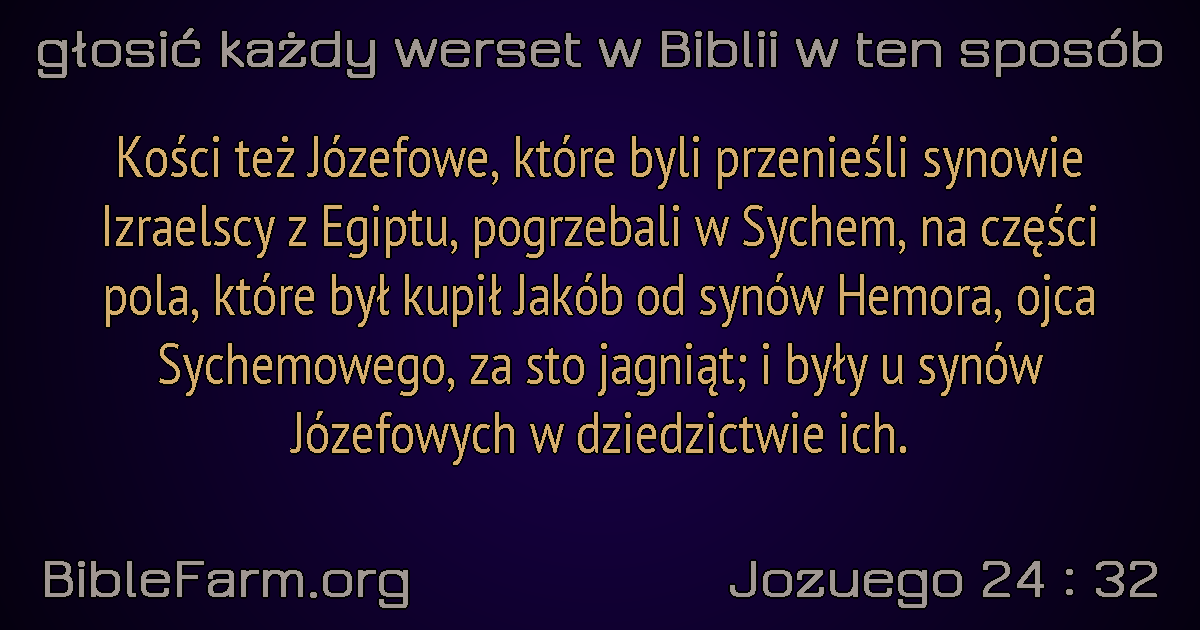 głosić każdy werset w Biblii w ten sposób
Kości też Józefowe, które byli przenieśli synowie
Izraelscy z Egiptu, pogrzebali w Sychem, na części
pola, które był kupił Jakób od synów Hemora, ojca
Sychemowego, za sto jagniąt; i były u synów
Józefowych w dziedzictwie ich.
BibleFarm.org
Jozuego 24 : 32